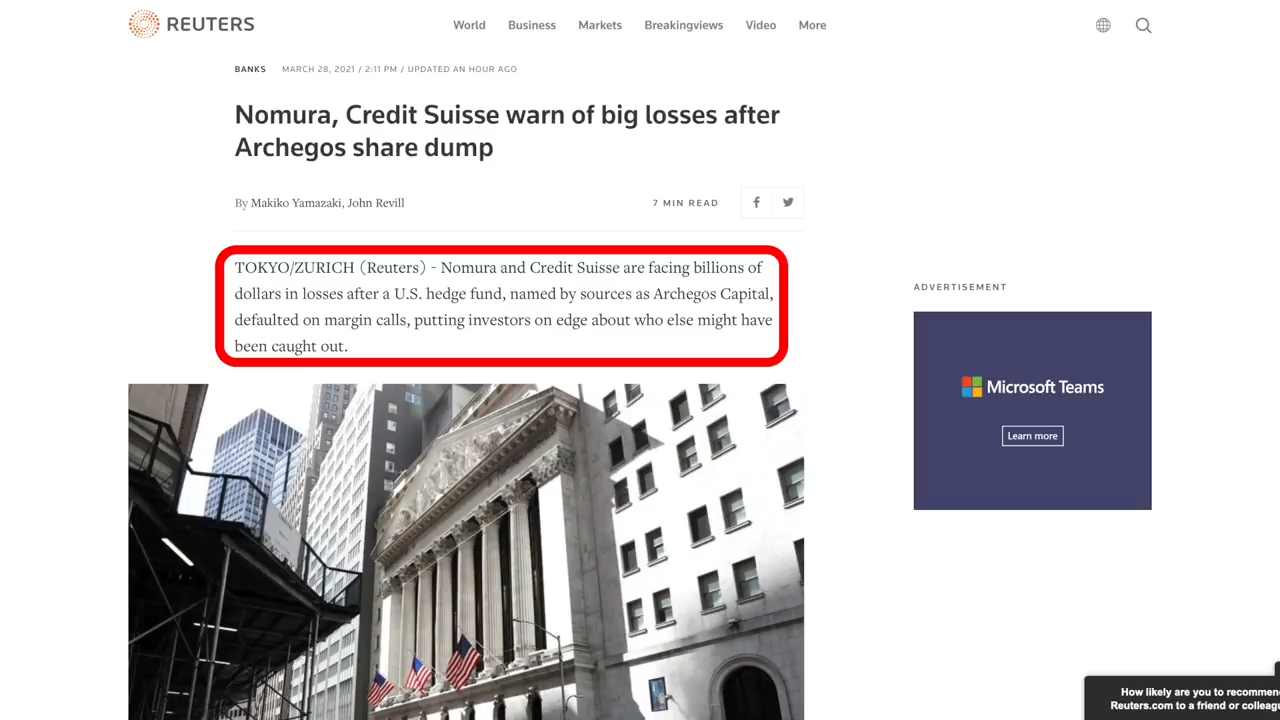 REUTERS
World Business Markets Breakingviews Video More
BANKS MARCH 28, 2021 / 2:11 PM / UPDATED AN HOUR AGO
Nomura, Credit Suisse warn of big losses after
Archegos share dump
By Makiko Yamazaki, John Revill
7 MIN READ
TOKYO/ZURICH (Reuters) - Nomura and Credit Suisse are facing billions of
dollars in losses after a U.S. hedge fund, named by sources as Archegos Capital,
defaulted on margin calls, putting investors on edge about who else might have
been caught out.
ADVERTISEMENT
Microsoft Teams
Learn more
How likely are you to recommen
Reuters.com to a friend or colleagu